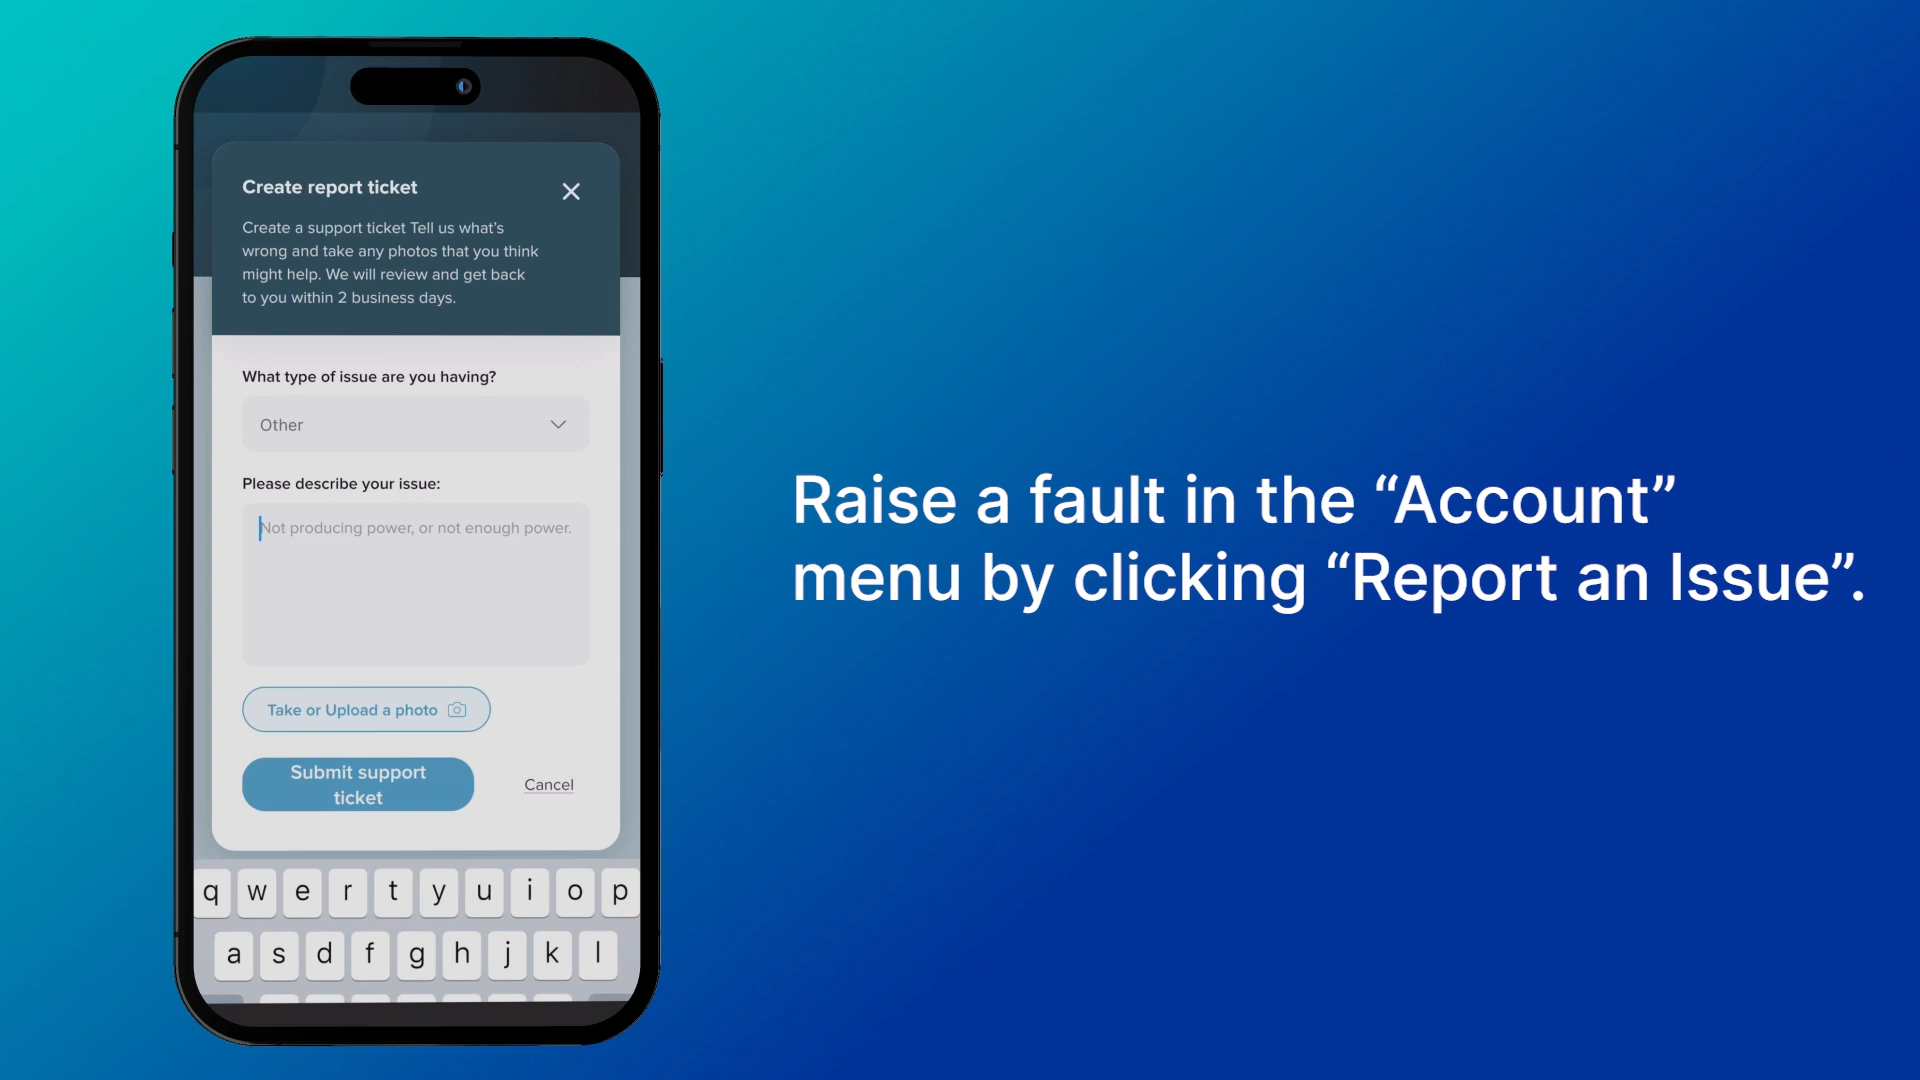 Create report ticket
Create a support ticket Tell us what's
wrong and take any photos that you think
might help. We will review and get back
to you within 2 business days.
What type of issue are you having?
Other
Please describe your issue:
Not producing power, or not enough power.
Take or Upload a photo
Submit support
ticket
Cancel
q w e r t y u i o p
a s d f g h j k l
Raise a fault in the “Account”
menu by clicking “Report an Issue”.